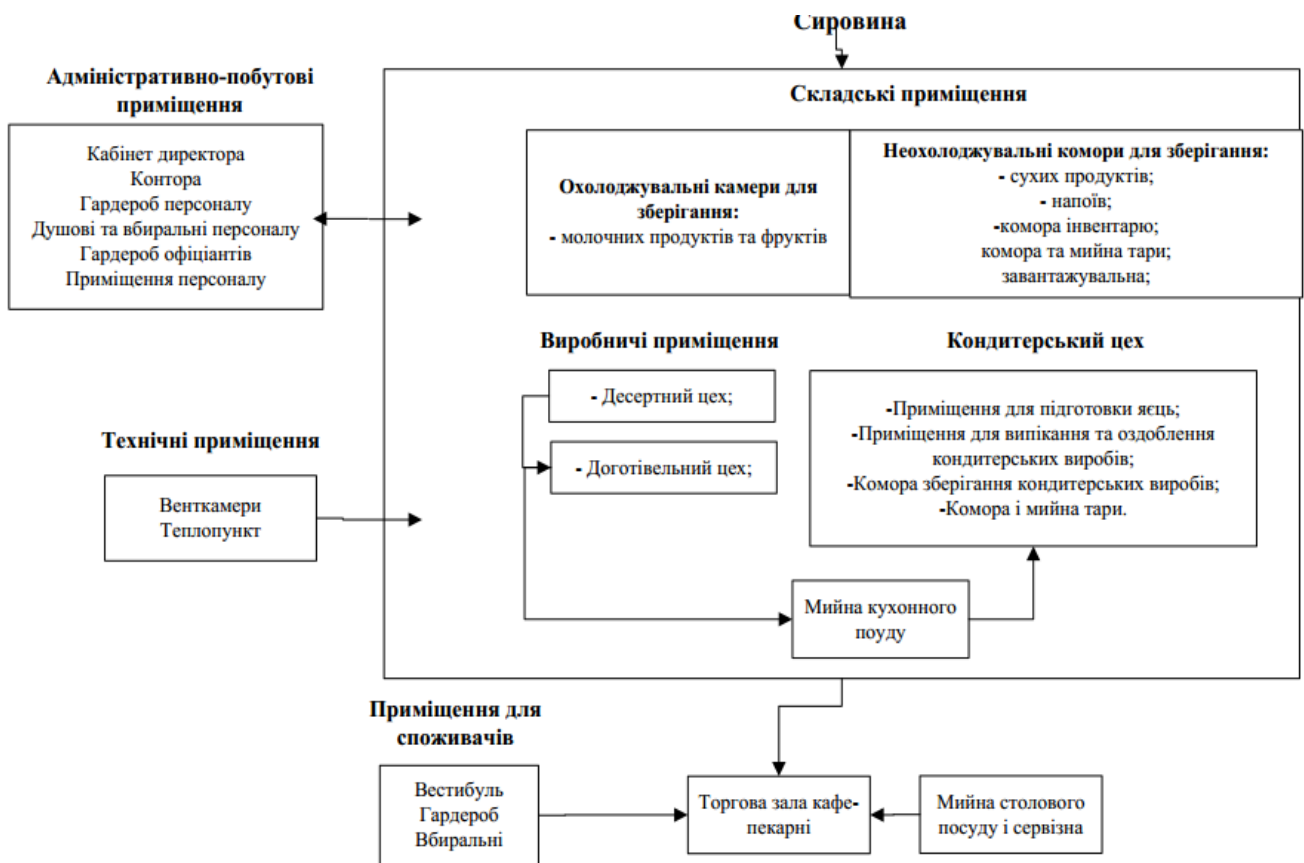 Сировина
Адміністративно-побутові
приміщення
Кабінет директора
Контора
Гардероб персоналу
Душові та вбиральні персоналу
Гардероб офіціантів
Приміщення персоналу
Складські приміщення
Охолоджувальні камери для
зберігання:
- молочних продуктів та фруктів
Неохолоджувальні комори для зберігання:
- сухих продуктів;
- напоїв;
-комора інвентарю;
комора та мийна тари;
завантажувальна;
Виробничі приміщення
- Десертний цех;
- Доготівельний цех;
Кондитерський цех
-Приміщення для підготовки яєць;
-Приміщення для випікання та оздоблення
кондитерських виробів;
-Комора зберігання кондитерських виробів;
-Комора і мийна тари.
Технічні приміщення
Венткамери
Теплопункт
Мийна кухонного
поуду
Приміщення для
споживачів
Вестибуль
Гардероб
Вбиральні
Торгова зала кафе-
пекарні
Мийна столового
посуду і сервізна